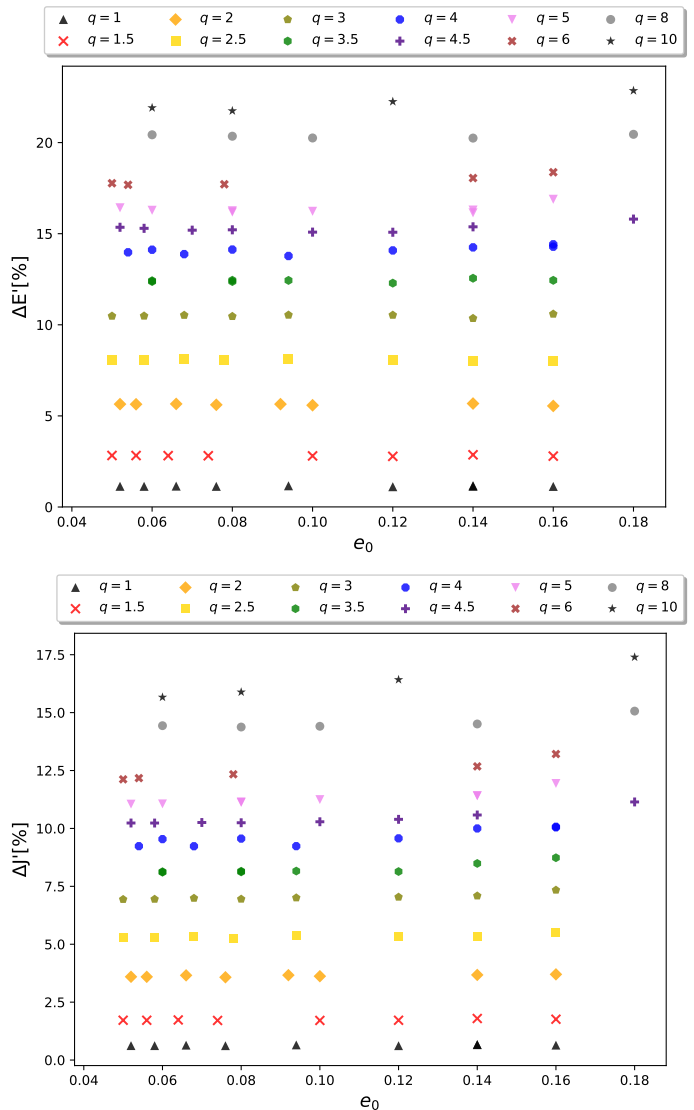 q = 1 q = 2 q = 3 q = 4 q = 5 q = 8
q = 1.5 q = 2.5 q = 3.5 q = 4.5 q = 6 q = 10
20
15
10
5
0
ΔE'[%]
0.04 0.06 0.08 0.10 0.12 0.14 0.16 0.18
e₀
q = 1 q = 2 q = 3 q = 4 q = 5 q = 8
q = 1.5 q = 2.5 q = 3.5 q = 4.5 q = 6 q = 10
17.5
15.0
12.5
10.0
7.5
5.0
2.5
0.0
ΔJ'[%]
0.04 0.06 0.08 0.10 0.12 0.14 0.16 0.18
e₀